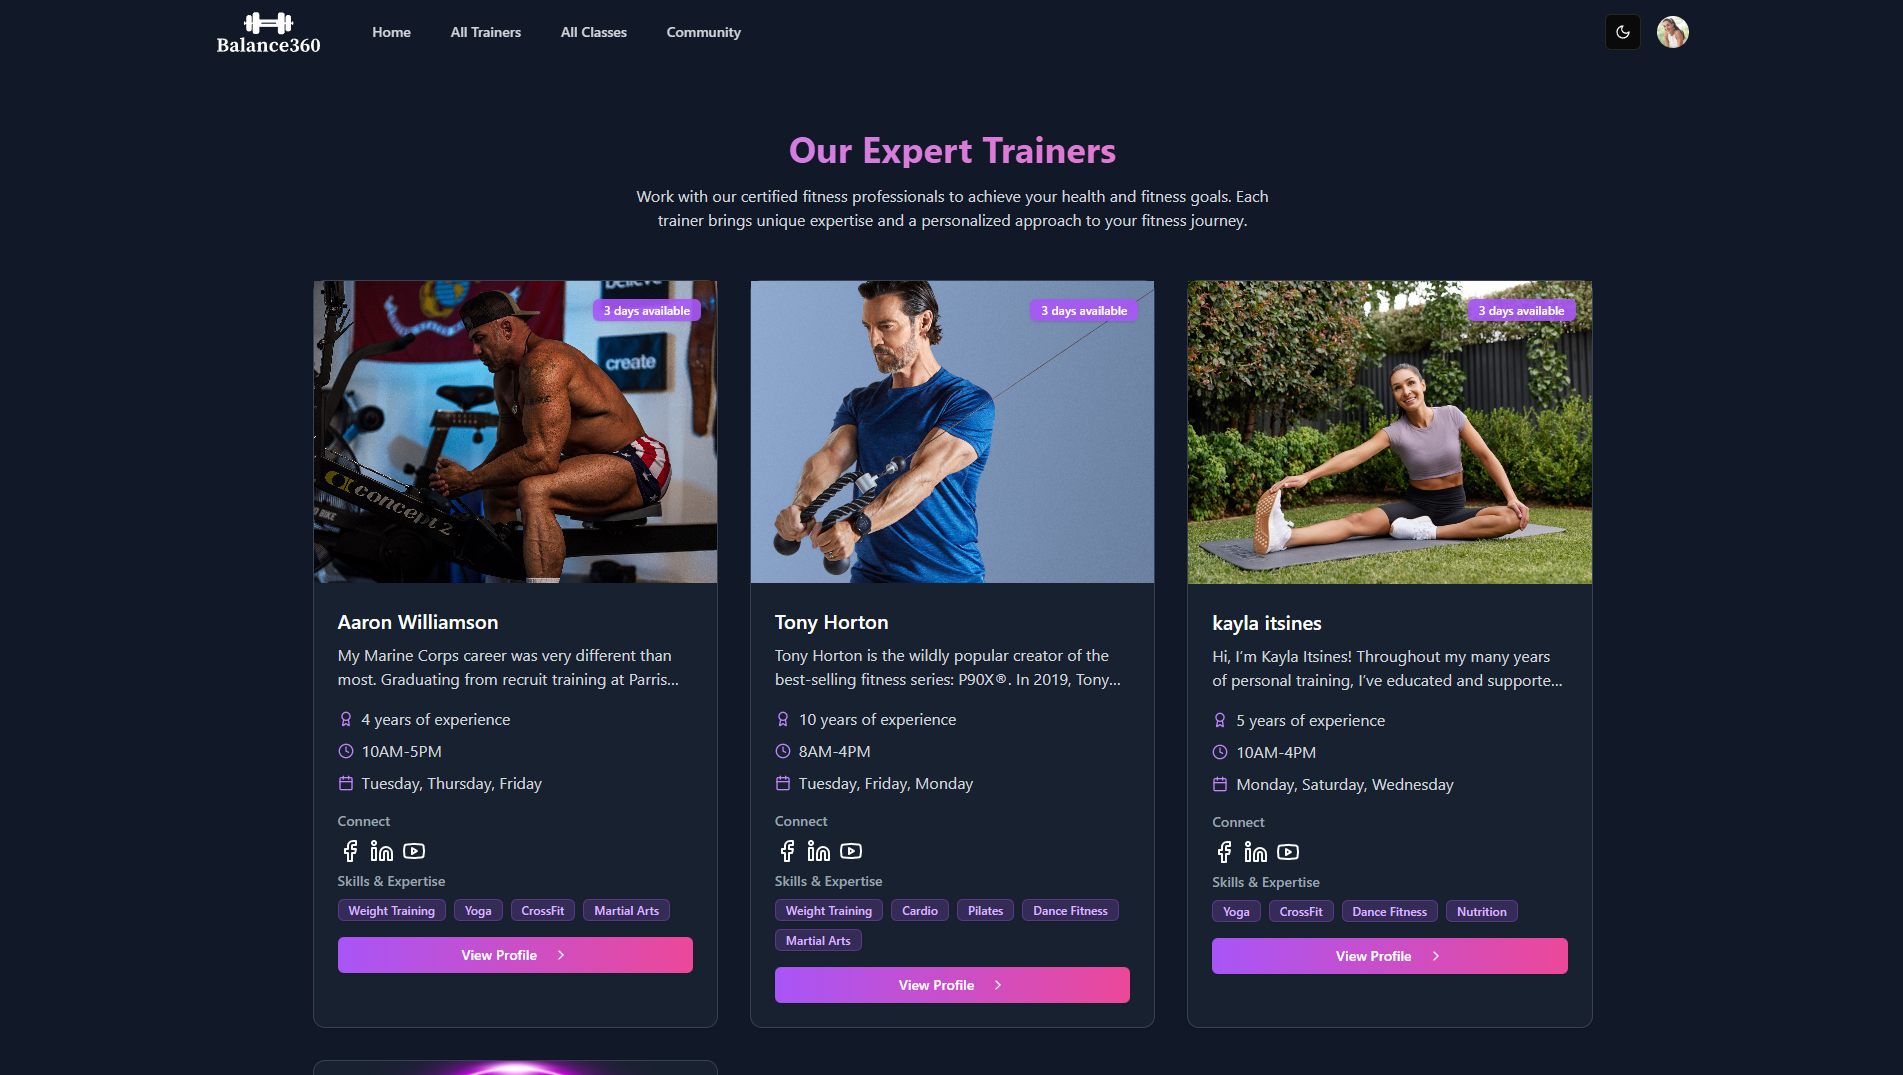 Balance360
Home
All Trainers
All Classes
Community
Our Expert Trainers
Work with our certified fitness professionals to achieve your health and fitness goals. Each
trainer brings unique expertise and a personalized approach to your fitness journey.
3 days available
believe
create
concept 2
BIKE
Aaron Williamson
My Marine Corps career was very different than
most. Graduating from recruit training at Parris...
4 years of experience
10AM-5PM
Tuesday, Thursday, Friday
Connect
Skills & Expertise
Weight Training
Yoga
CrossFit
Martial Arts
View Profile
3 days available
Tony Horton
Tony Horton is the wildly popular creator of the
best-selling fitness series: P90X®. In 2019, Tony...
10 years of experience
8AM-4PM
Tuesday, Friday, Monday
Connect
Skills & Expertise
Weight Training
Cardio
Pilates
Dance Fitness
Martial Arts
View Profile
3 days available
kayla itsines
Hi, I’m Kayla Itsines! Throughout my many years
of personal training, I’ve educated and supporte...
5 years of experience
10AM-4PM
Monday, Saturday, Wednesday
Connect
Skills & Expertise
Yoga
CrossFit
Dance Fitness
Nutrition
View Profile